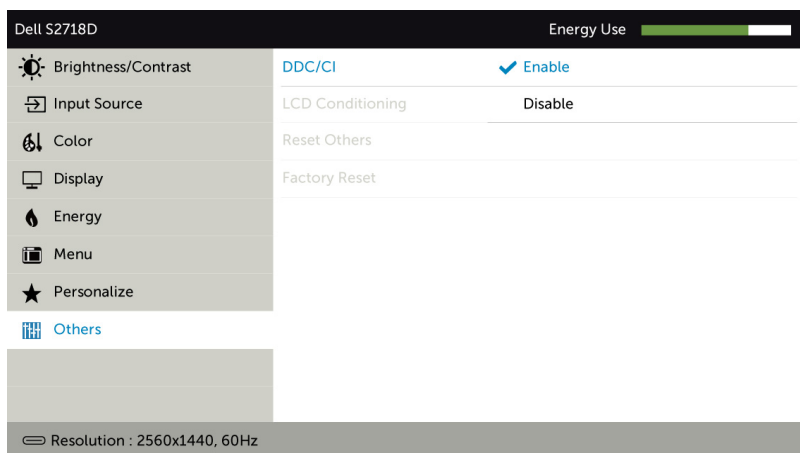 Dell S2718D Energy Use
Brightness/Contrast DDC/CI Enable
Input Source LCD Conditioning Disable
Color Reset Others
Display Factory Reset
Energy
Menu
Personalize
Others
Resolution : 2560x1440, 60Hz